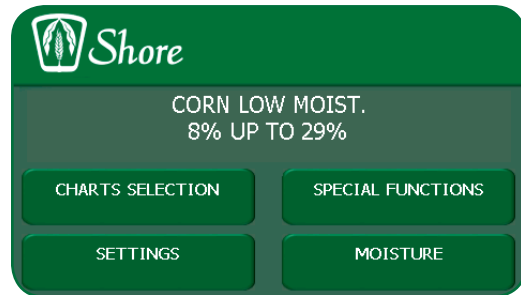 Shore
CORN LOW MOIST.
8% UP TO 29%
CHARTS SELECTION
SPECIAL FUNCTIONS
SETTINGS
MOISTURE